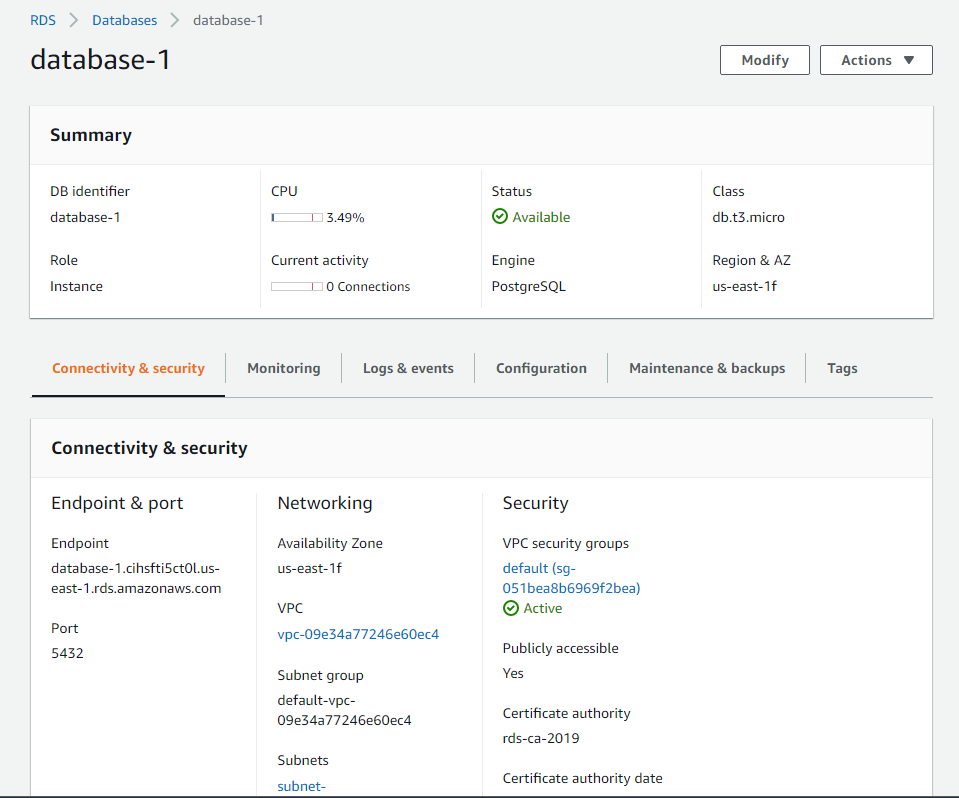 RDS > Databases > database-1
database-1
Modify
Actions
Summary
DB identifier
database-1
CPU
3.49%
Status
Available
Class
db.t3.micro
Role
Instance
Current activity
0 Connections
Engine
PostgreSQL
Region & AZ
us-east-1f
Connectivity & security
Monitoring
Logs & events
Configuration
Maintenance & backups
Tags
Connectivity & security
Endpoint & port
Endpoint
database-1.cihsfti5ct0l.us-
east-1.rds.amazonaws.com
Port
5432
Networking
Availability Zone
us-east-1f
VPC
vpc-09e34a77246e60ec4
Subnet group
default-vpc-
09e34a77246e60ec4
Subnets
subnet-
Security
VPC security groups
default (sg-
051bea8b6969f2bea)
Active
Publicly accessible
Yes
Certificate authority
rds-ca-2019
Certificate authority date